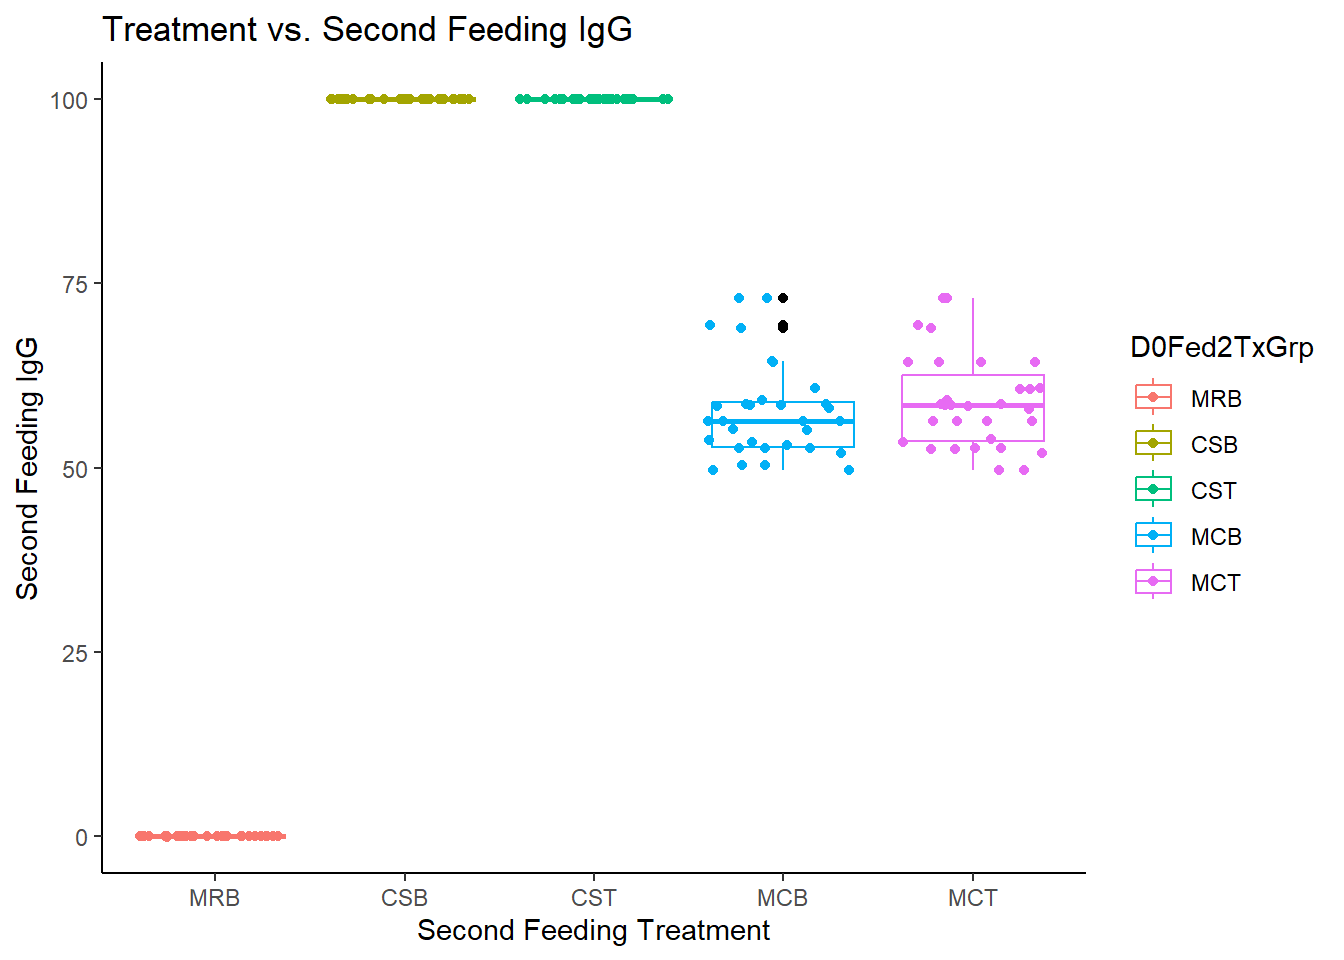 Treatment vs. Second Feeding IgG
Second Feeding IgG
100
75
50
25
0
MRB CSB CST MCB MCT
Second Feeding Treatment
D0Fed2TxGrp
MRB
CSB
CST
MCB
MCT